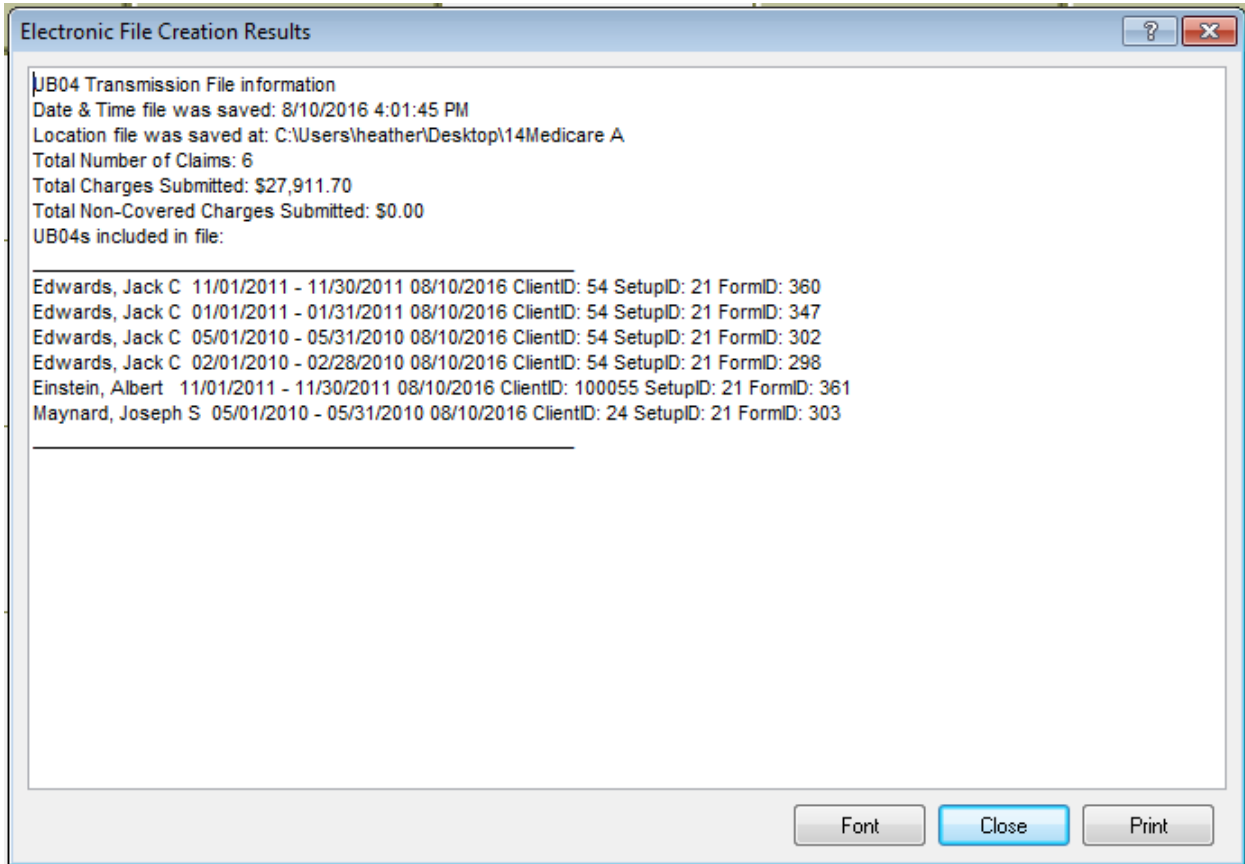 Electronic File Creation Results
UB04 Transmission File information
Date & Time file was saved: 8/10/2016 4:01:45 PM
Location file was saved at: C:\Users\heather\Desktop\14Medicare A
Total Number of Claims: 6
Total Charges Submitted: $27,911.70
Total Non-Covered Charges Submitted: $0.00
UB04s included in file:
Edwards, Jack C  11/01/2011 - 11/30/2011 08/10/2016 ClientID: 54 SetupID: 21 FormID: 360
Edwards, Jack C  01/01/2011 - 01/31/2011 08/10/2016 ClientID: 54 SetupID: 21 FormID: 347
Edwards, Jack C  05/01/2010 - 05/31/2010 08/10/2016 ClientID: 54 SetupID: 21 FormID: 302
Edwards, Jack C  02/01/2010 - 02/28/2010 08/10/2016 ClientID: 54 SetupID: 21 FormID: 298
Einstein, Albert   11/01/2011 - 11/30/2011 08/10/2016 ClientID: 100055 SetupID: 21 FormID: 361
Maynard, Joseph S  05/01/2010 - 05/31/2010 08/10/2016 ClientID: 24 SetupID: 21 FormID: 303
Font Close Print